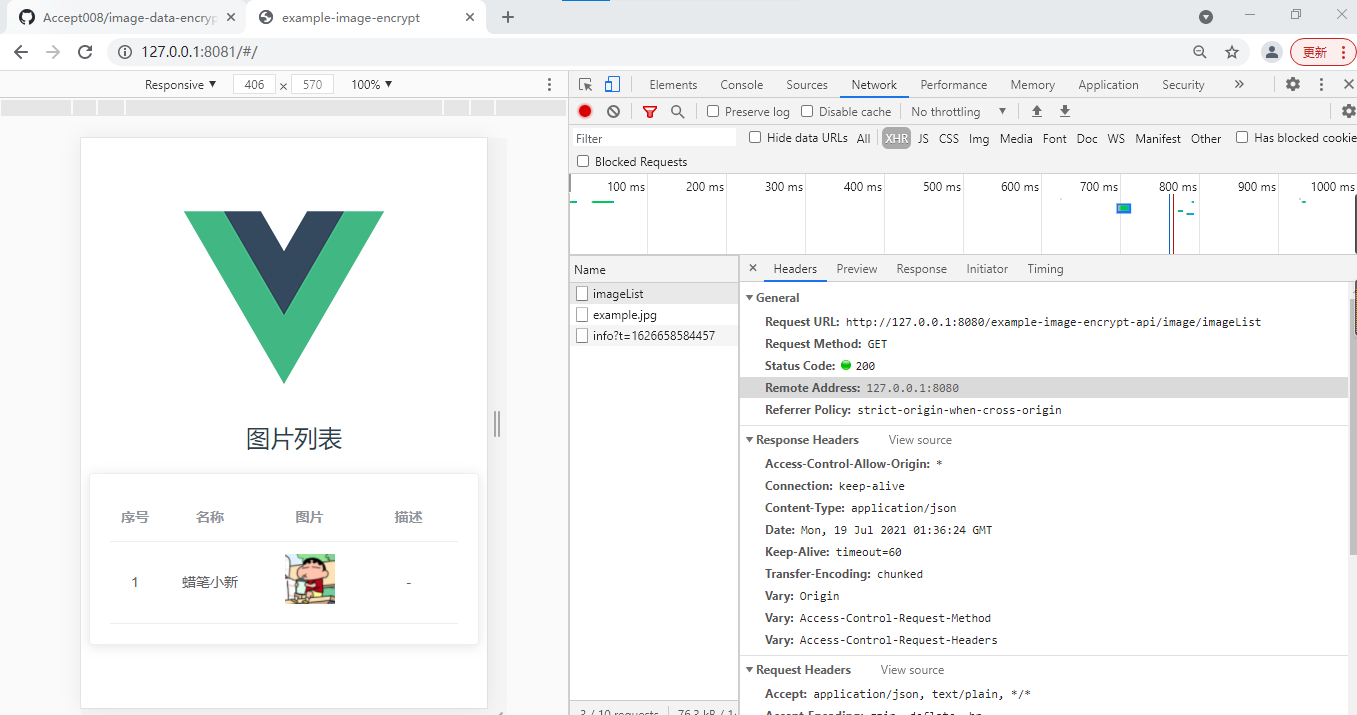 Accept008/image-data-encryp
example-image-encrypt
127.0.0.1:8081/#/
更新
Responsive ▼ 406 × 570 100% ▼
Elements Console Sources Network Performance Memory Application Security »
Preserve log Disable cache No throttling ▼
Filter Hide data URLs All XHR JS CSS Img Media Font Doc WS Manifest Other Has blocked cookie
Blocked Requests
100 ms 200 ms 300 ms 400 ms 500 ms 600 ms 700 ms 800 ms 900 ms 1000 ms
图片列表
序号 名称 图片 描述
1 蜡笔小新 -
Name
imageList
example.jpg
info?t=1626658584457
Headers Preview Response Initiator Timing
General
Request URL: http://127.0.0.1:8080/example-image-encrypt-api/image/imageList
Request Method: GET
Status Code: 200
Remote Address: 127.0.0.1:8080
Referrer Policy: strict-origin-when-cross-origin
Response Headers View source
Access-Control-Allow-Origin: *
Connection: keep-alive
Content-Type: application/json
Date: Mon, 19 Jul 2021 01:36:24 GMT
Keep-Alive: timeout=60
Transfer-Encoding: chunked
Vary: Origin
Vary: Access-Control-Request-Method
Vary: Access-Control-Request-Headers
Request Headers View source
Accept: application/json, text/plain, */*